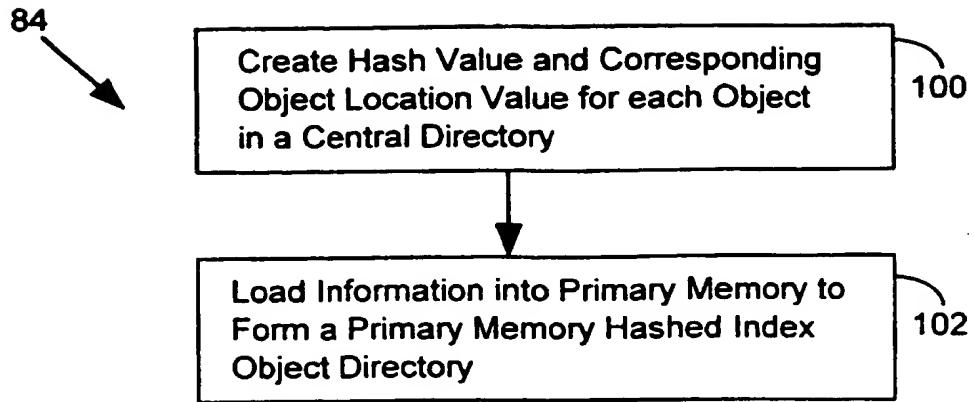 84
Create Hash Value and Corresponding
Object Location Value for each Object
in a Central Directory
100
Load Information into Primary Memory to
Form a Primary Memory Hashed Index
Object Directory
102